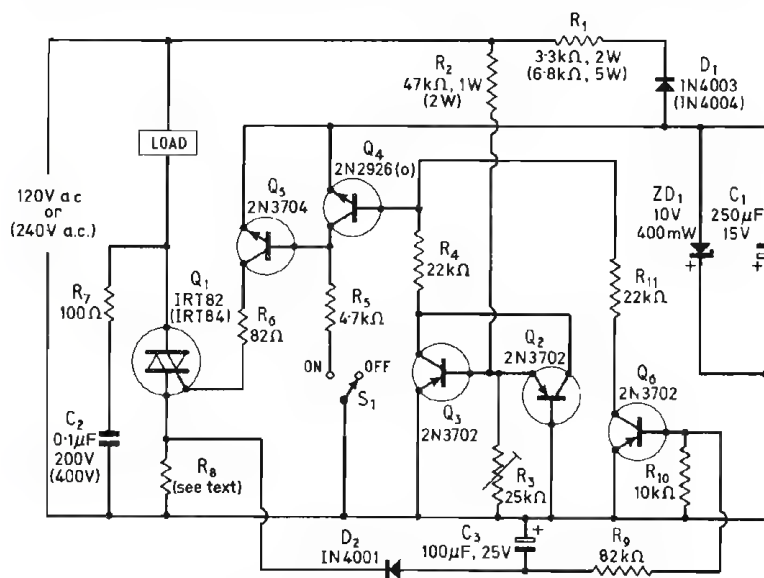 R1
3·3kΩ, 2W
(6·8kΩ, 5W)
D1
IN4003
(IN4004)
R2
47kΩ, 1W
(2W)
LOAD
120V a c
or
(240V a.c.)
Q5
2N3704
Q4
2N2926(o)
ZD1
10V
400mW
+
C1
250μF
15V
R7
100Ω
Q1
IRT82
(IRT84)
R6
82Ω
R5
4·7kΩ
R4
22kΩ
R11
22kΩ
ON
OFF
S1
Q2
2N3702
Q3
2N3702
Q6
2N3702
C2
0·1μF
200V
(400V)
R8
(see text)
R3
25kΩ
R10
10kΩ
D2
IN4001
C3
100μF, 25V
+
R9
82kΩ